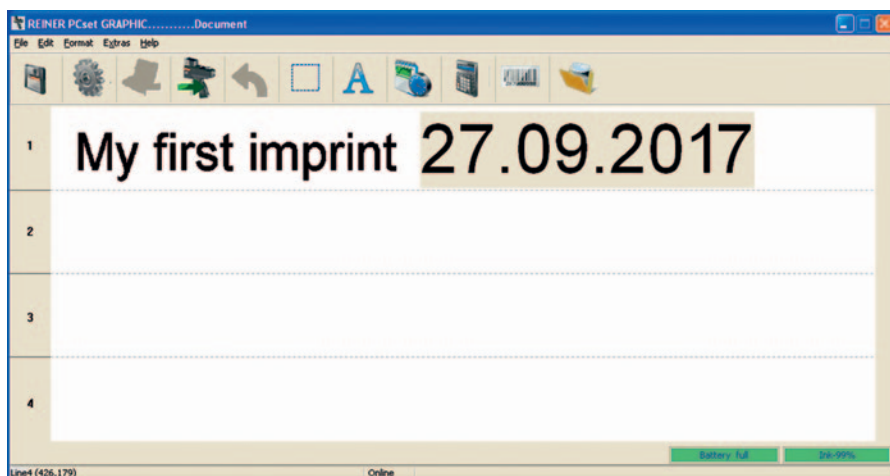 REINER PCset GRAPHIC...........Document
File Edit Format Extras Help
A
1 My first imprint 27.09.2017
2
3
4
Battery full Ink-99%
Line4 (426,179) Online